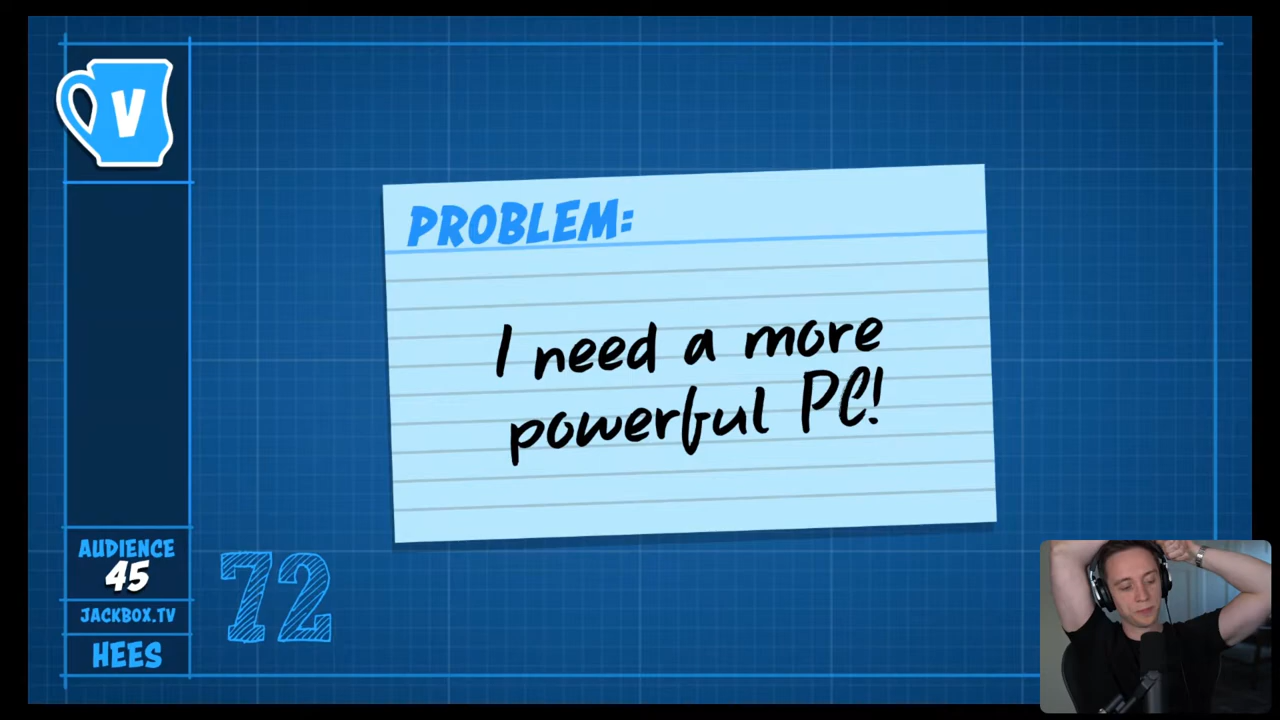 V
PROBLEM:
I need a more
powerful PC!
AUDIENCE
45
JACKBOX.TV
HEES
72